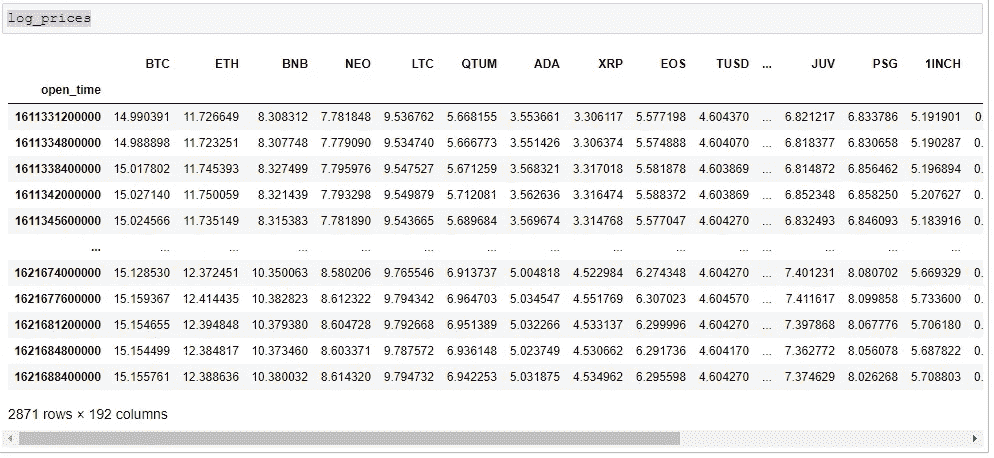 log_prices
BTC ETH BNB NEO LTC QTUM ADA XRP EOS TUSD ... JUV PSG 1INCH
open_time
1611331200000 14.990391 11.726649 8.308312 7.781848 9.536762 5.668155 3.553661 3.306117 5.577198 4.604370 ... 6.821217 6.833786 5.191901 0.
1611334800000 14.988898 11.723251 8.307748 7.779090 9.534740 5.666773 3.551426 3.306374 5.574888 4.604070 ... 6.818377 6.830658 5.190287 0.
1611338400000 15.017802 11.745393 8.327499 7.795976 9.547527 5.671259 3.568321 3.317018 5.581878 4.603869 ... 6.814872 6.856462 5.196894 0.
1611342000000 15.027140 11.750059 8.321439 7.793298 9.549879 5.712081 3.562636 3.316474 5.588372 4.603869 ... 6.852348 6.858250 5.207627 0.
1611345600000 15.024566 11.735149 8.315383 7.781890 9.543665 5.689684 3.569674 3.314768 5.577047 4.604270 ... 6.832493 6.846093 5.183916 0.
... ... ... ... ... ... ... ... ... ... ... ... ... ... ...
1621674000000 15.128530 12.372451 10.350063 8.580206 9.765546 6.913737 5.004818 4.522984 6.274348 4.604270 ... 7.401231 8.080702 5.669329 0.
1621677600000 15.159367 12.414435 10.382823 8.612322 9.794342 6.964703 5.034547 4.551769 6.307023 4.604570 ... 7.411617 8.099858 5.733600 0.
1621681200000 15.154655 12.394848 10.379380 8.604728 9.792668 6.951389 5.032266 4.533137 6.299996 4.604270 ... 7.397868 8.067776 5.706180 0.
1621684800000 15.154499 12.384817 10.373460 8.603371 9.787572 6.936148 5.023749 4.530662 6.291736 4.604170 ... 7.362772 8.056078 5.687822 0.
1621688400000 15.155761 12.388636 10.380032 8.614320 9.794732 6.942253 5.031875 4.534962 6.295598 4.604270 ... 7.374629 8.026268 5.708803 0.
2871 rows × 192 columns